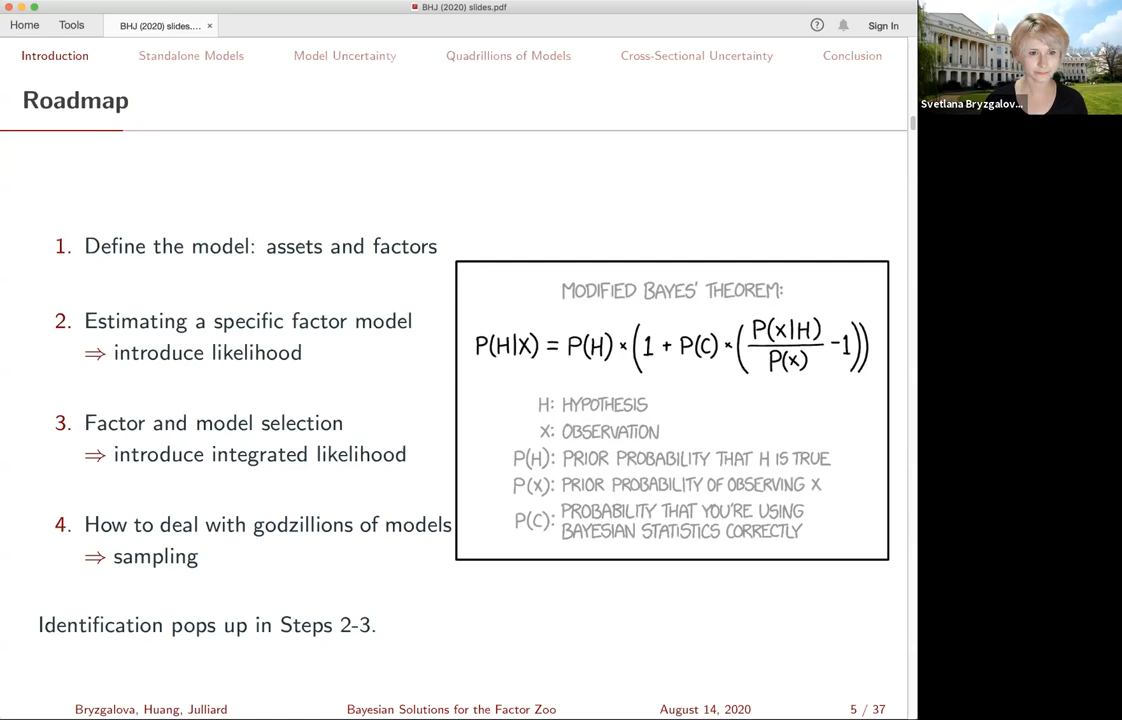 BHJ (2020) slides.pdf
Home Tools BHJ (2020) slides.... × ? Sign In
Introduction Standalone Models Model Uncertainty Quadrillions of Models Cross-Sectional Uncertainty Conclusion
Svetlana Bryzgalov...
Roadmap
1. Define the model: assets and factors
2. Estimating a specific factor model
⇒ introduce likelihood
3. Factor and model selection
⇒ introduce integrated likelihood
4. How to deal with godzillions of models
⇒ sampling
MODIFIED BAYES' THEOREM:
P(H|X) = P(H) × (1 + P(C) × (P(X|H)/P(X) - 1))
H: HYPOTHESIS
X: OBSERVATION
P(H): PRIOR PROBABILITY THAT H IS TRUE
P(X): PRIOR PROBABILITY OF OBSERVING X
P(C): PROBABILITY THAT YOU'RE USING
BAYESIAN STATISTICS CORRECTLY
Identification pops up in Steps 2-3.
Bryzgalova, Huang, Julliard Bayesian Solutions for the Factor Zoo August 14, 2020 5 / 37